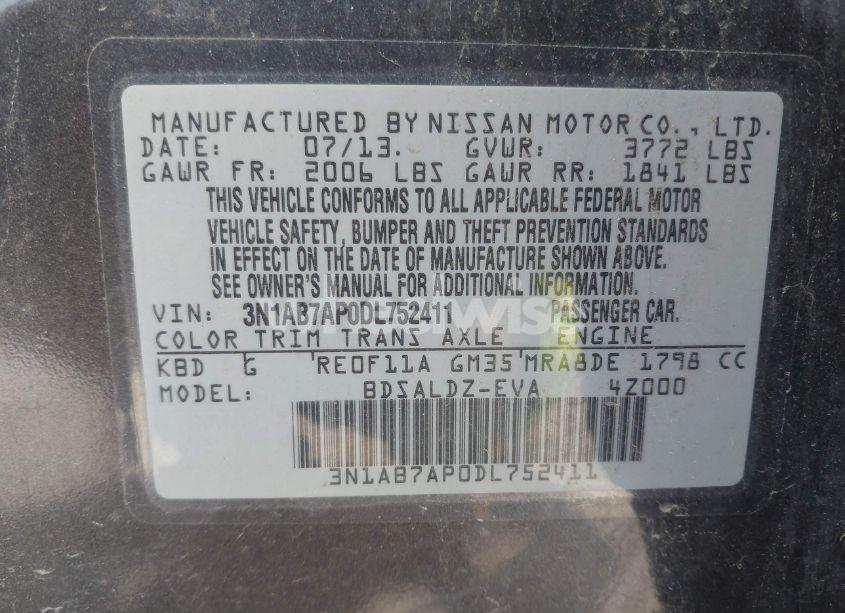 MANUFACTURED BY NISSAN MOTOR CO., LTD.
DATE: 07/13. GVWR: 3772 LBS
GAWR FR: 2006 LBS GAWR RR: 1841 LBS
THIS VEHICLE CONFORMS TO ALL APPLICABLE FEDERAL MOTOR
VEHICLE SAFETY, BUMPER AND THEFT PREVENTION STANDARDS
IN EFFECT ON THE DATE OF MANUFACTURE SHOWN ABOVE.
SEE OWNER'S MANUAL FOR ADDITIONAL INFORMATION.
VIN: 3N1AB7AP0DL752411 PASSENGER CAR.
COLOR TRIM TRANS AXLE ENGINE
KBD G RE0F11A GM35 MRA8DE 1798 CC
MODEL: BDSALDZ-EVA 4Z000
3N1AB7AP0DL752411